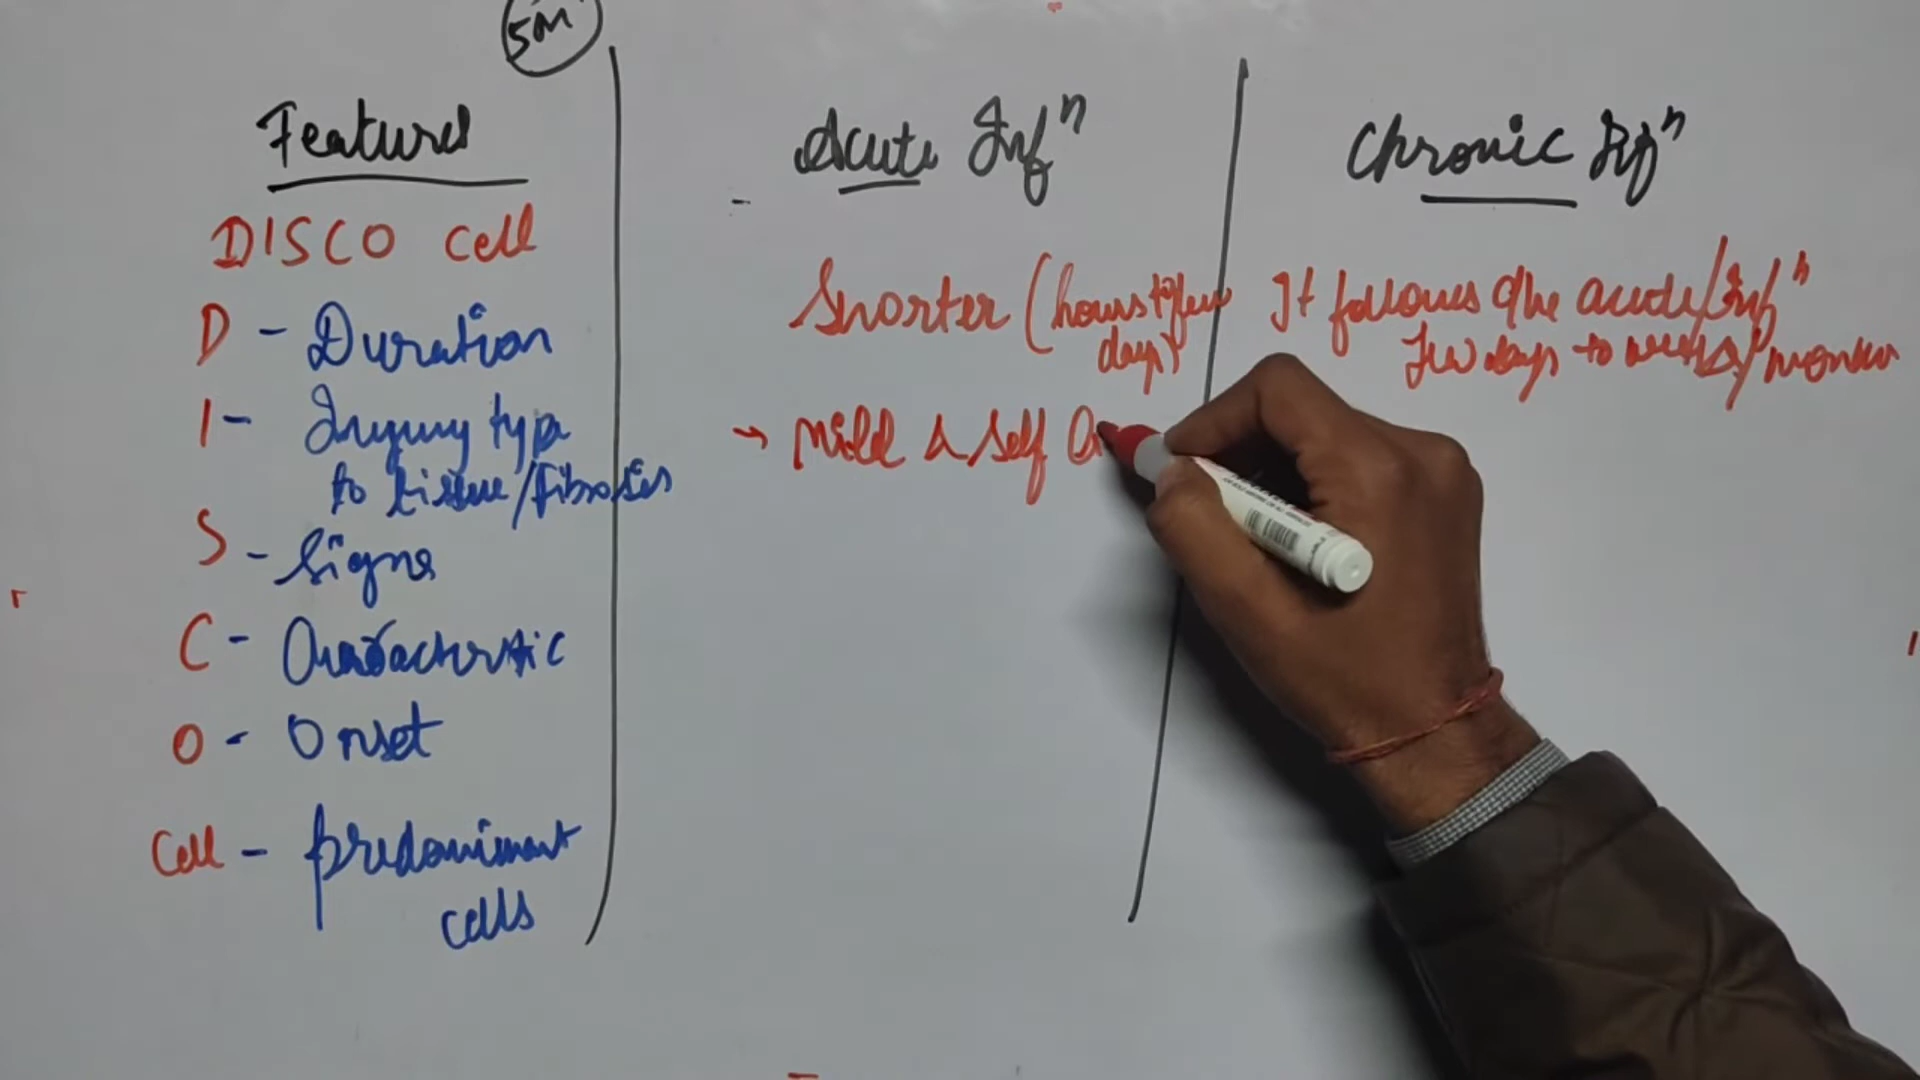 5M
Features
Acute Infⁿ
Chronic Infⁿ
DISCO cell
D - Duration
Shorter (hours to few days)
It follows the acute/Infⁿ
few days to weeks/months
I - Injury type
to tissue/fibrosis
→ Mild & self
S - Signs
C - Characterstic
O - Onset
Cell - predominant
cells